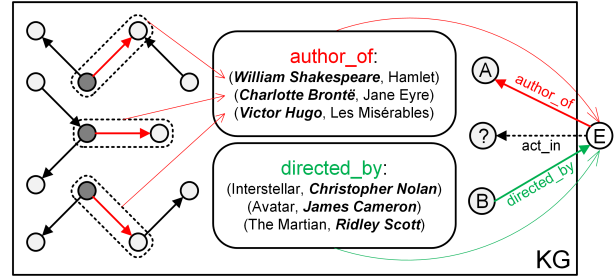 author_of:
(William Shakespeare, Hamlet)
(Charlotte Brontë, Jane Eyre)
(Victor Hugo, Les Misérables)
directed_by:
(Interstellar, Christopher Nolan)
(Avatar, James Cameron)
(The Martian, Ridley Scott)
A
author_of
?
E
act_in
B
directed_by
KG